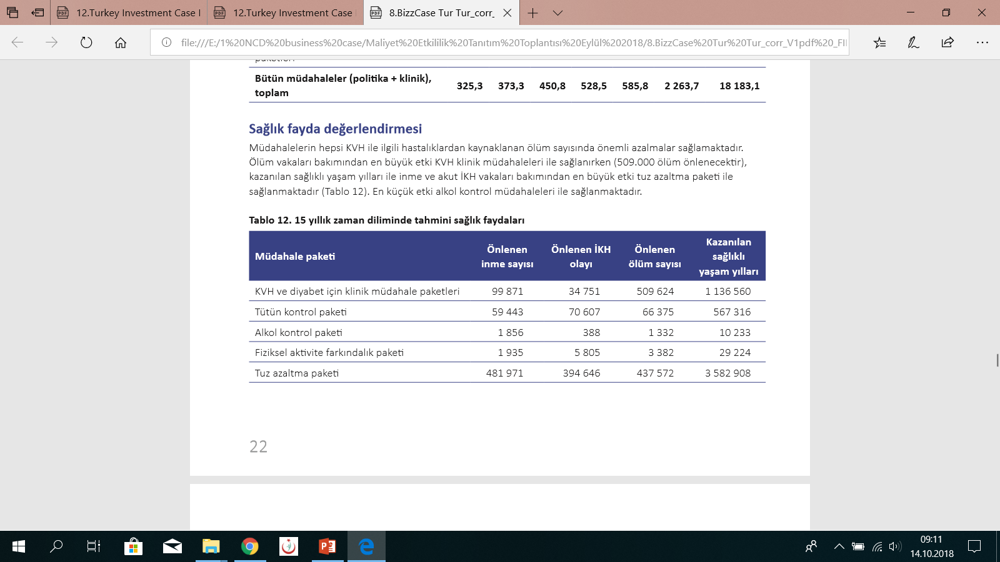 12.Turkey Investment Case I
12.Turkey Investment Case
8.BizzCase Tur Tur_corr_
file:///E:/1%20NCD%20business%20case/Maliyet%20Etkililik%20Tanıtım%20Toplantısı%20Eylül%202018/8.BizzCase%20Tur%20Tur_corr_V1pdf%20_FI
Bütün müdahaleler (politika + klinik), toplam 325,3 373,3 450,8 528,5 585,8 2 263,7 18 183,1
Sağlık fayda değerlendirmesi
Müdahalelerin hepsi KVH ile ilgili hastalıklardan kaynaklanan ölüm sayısında önemli azalmalar sağlamaktadır.
Ölüm vakaları bakımından en büyük etki KVH klinik müdahaleleri ile sağlanırken (509.000 ölüm önlenecektir),
kazanılan sağlıklı yaşam yılları ile inme ve akut İKH vakaları bakımından en büyük etki tuz azaltma paketi ile
sağlanmaktadır (Tablo 12). En küçük etki alkol kontrol müdahaleleri ile sağlanmaktadır.
Tablo 12. 15 yıllık zaman diliminde tahmini sağlık faydaları
Müdahale paketi Önlenen inme sayısı Önlenen İKH olayı Önlenen ölüm sayısı Kazanılan sağlıklı yaşam yılları
KVH ve diyabet için klinik müdahale paketleri 99 871 34 751 509 624 1 136 560
Tütün kontrol paketi 59 443 70 607 66 375 567 316
Alkol kontrol paketi 1 856 388 1 332 10 233
Fiziksel aktivite farkındalık paketi 1 935 5 805 3 382 29 224
Tuz azaltma paketi 481 971 394 646 437 572 3 582 908
22
09:11
14.10.2018